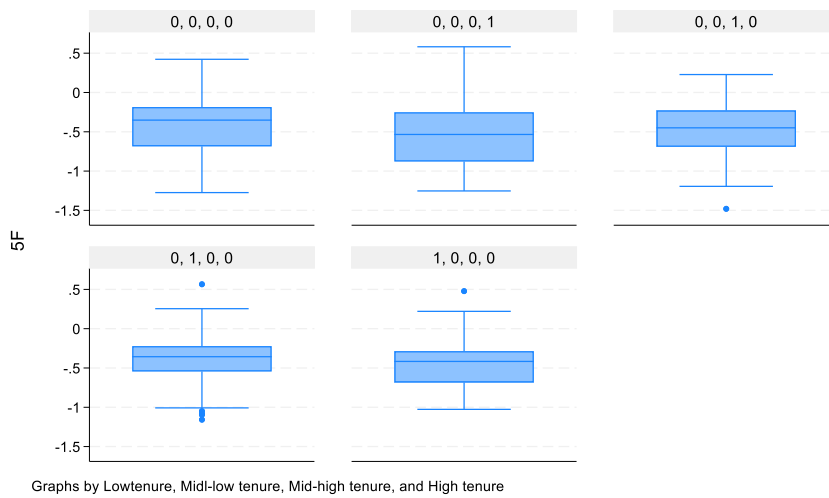 0, 0, 0, 0
0, 0, 0, 1
0, 0, 1, 0
.5
0
-.5
-1
-1.5
5F
0, 1, 0, 0
1, 0, 0, 0
.5
0
-.5
-1
-1.5
Graphs by Lowtenure, Midl-low tenure, Mid-high tenure, and High tenure